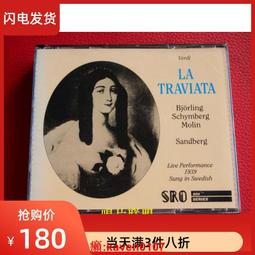 闪电发货
Verdi
LA
TRAVIATA
Björling
Schymberg
Molin
Sandberg
Live Performance
1939
Sung in Swedish
SRO
SERIES
抢购价
¥180
当天满3件八折